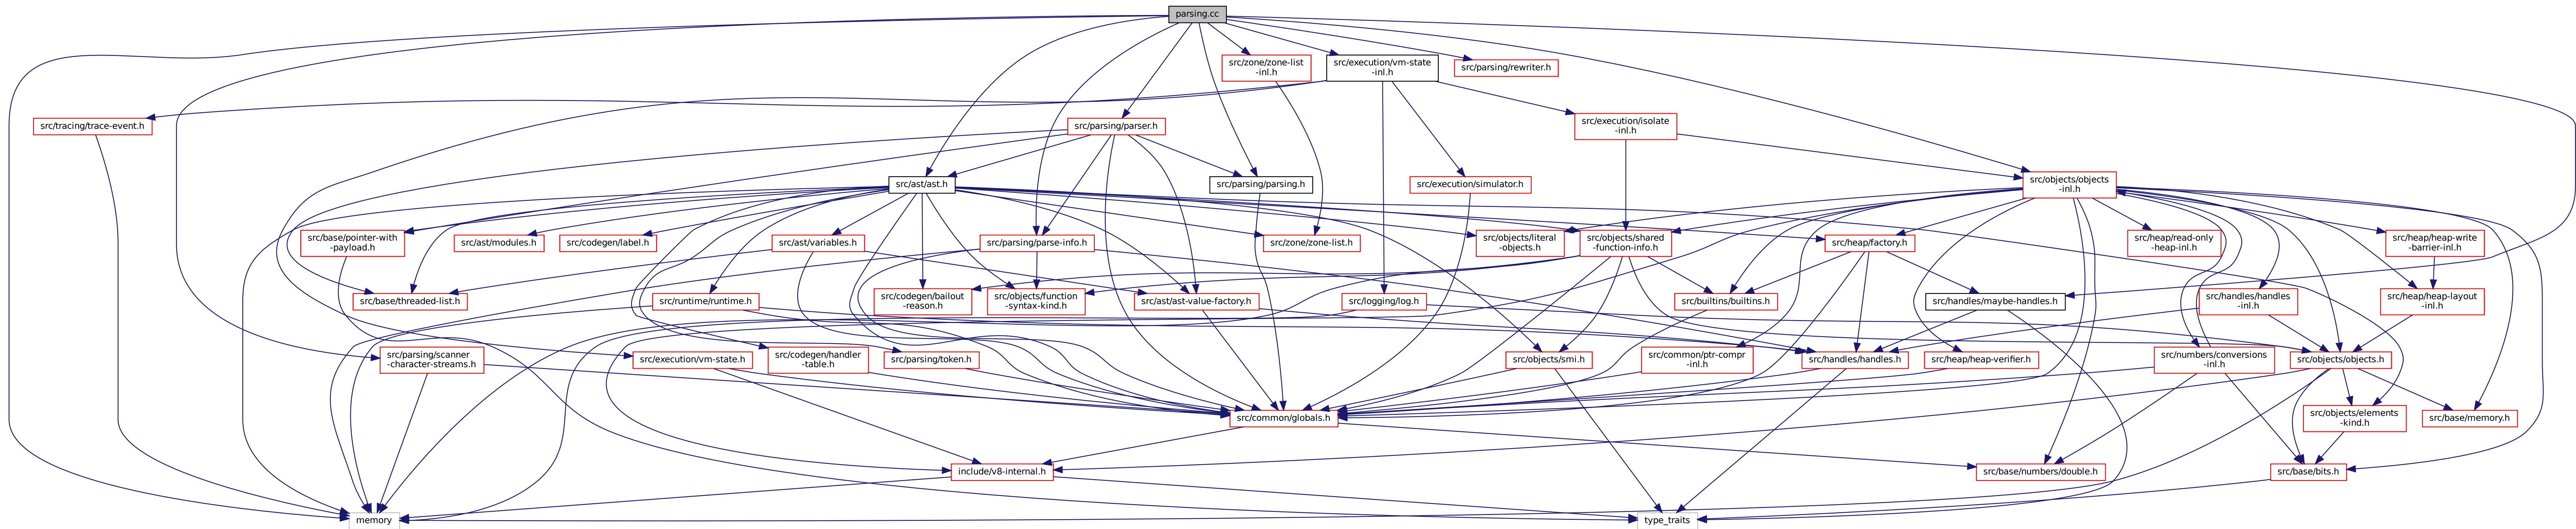 parsing.cc
src/zone/zone-list
-inl.h
src/execution/vm-state
-inl.h
src/parsing/rewriter.h
src/tracing/trace-event.h
src/parsing/parser.h
src/execution/isolate
-inl.h
src/ast/ast.h
src/parsing/parsing.h
src/execution/simulator.h
src/objects/objects
-inl.h
src/base/pointer-with
-payload.h
src/ast/modules.h
src/codegen/label.h
src/ast/variables.h
src/parsing/parse-info.h
src/zone/zone-list.h
src/objects/literal
-objects.h
src/objects/shared
-function-info.h
src/heap/factory.h
src/heap/read-only
-heap-inl.h
src/heap/heap-write
-barrier-inl.h
src/base/threaded-list.h
src/runtime/runtime.h
src/codegen/bailout
-reason.h
src/objects/function
-syntax-kind.h
src/ast/ast-value-factory.h
src/logging/log.h
src/builtins/builtins.h
src/handles/maybe-handles.h
src/handles/handles
-inl.h
src/heap/heap-layout
-inl.h
src/parsing/scanner
-character-streams.h
src/execution/vm-state.h
src/codegen/handler
-table.h
src/parsing/token.h
src/objects/smi.h
src/common/ptr-compr
-inl.h
src/handles/handles.h
src/heap/heap-verifier.h
src/numbers/conversions
-inl.h
src/objects/objects.h
src/common/globals.h
src/objects/elements
-kind.h
src/base/memory.h
include/v8-internal.h
src/base/numbers/double.h
src/base/bits.h
memory
type_traits